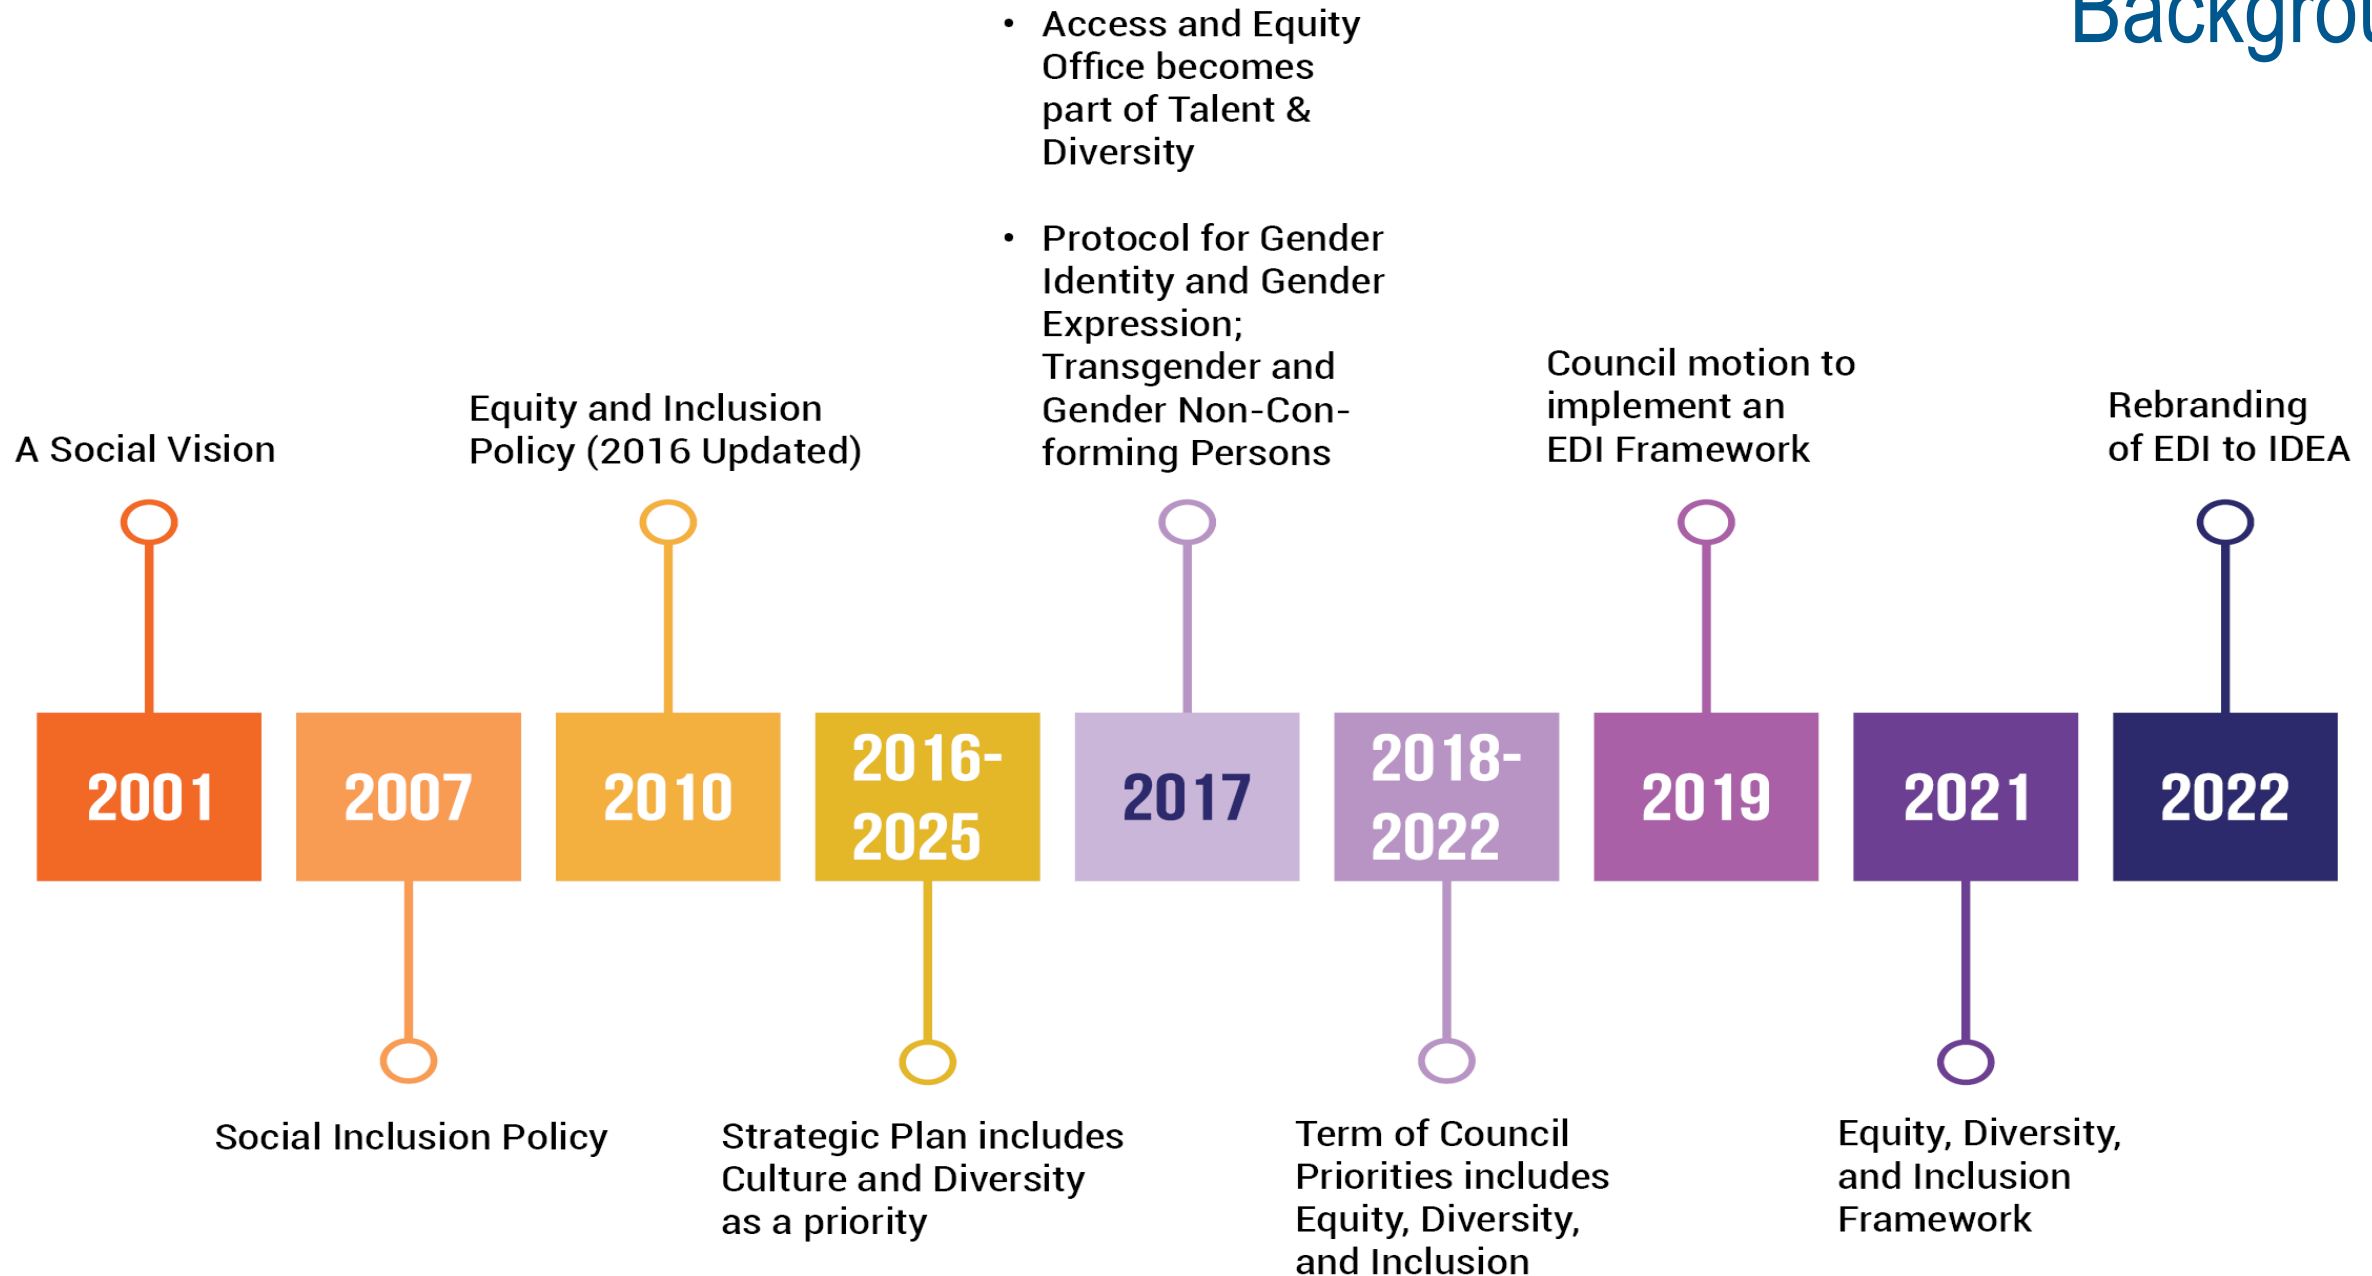 Backgrou
• Access and Equity
Office becomes
part of Talent &
Diversity
• Protocol for Gender
Identity and Gender
Expression;
Transgender and
Gender Non-Con-
forming Persons
A Social Vision
Equity and Inclusion
Policy (2016 Updated)
Council motion to
implement an
EDI Framework
Rebranding
of EDI to IDEA
2001
2007
2010
2016-
2025
2017
2018-
2022
2019
2021
2022
Social Inclusion Policy
Strategic Plan includes
Culture and Diversity
as a priority
Term of Council
Priorities includes
Equity, Diversity,
and Inclusion
Equity, Diversity,
and Inclusion
Framework